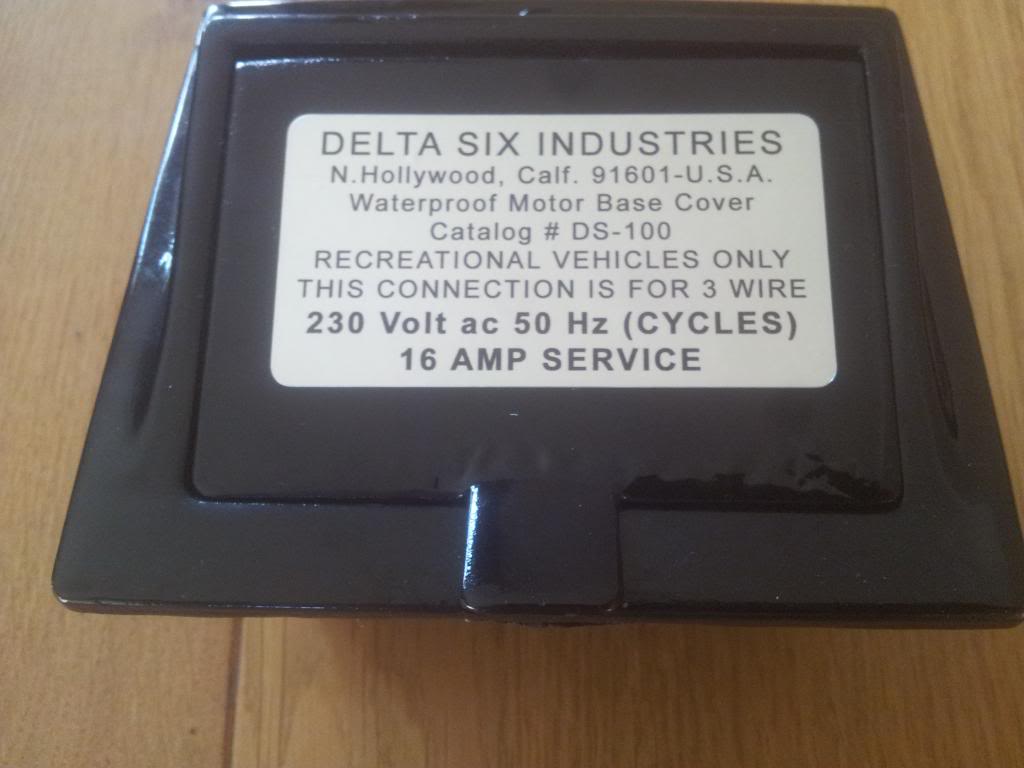 DELTA SIX INDUSTRIES
N.Hollywood, Calf. 91601-U.S.A.
Waterproof Motor Base Cover
Catalog # DS-100
RECREATIONAL VEHICLES ONLY
THIS CONNECTION IS FOR 3 WIRE
230 Volt ac 50 Hz (CYCLES)
16 AMP SERVICE